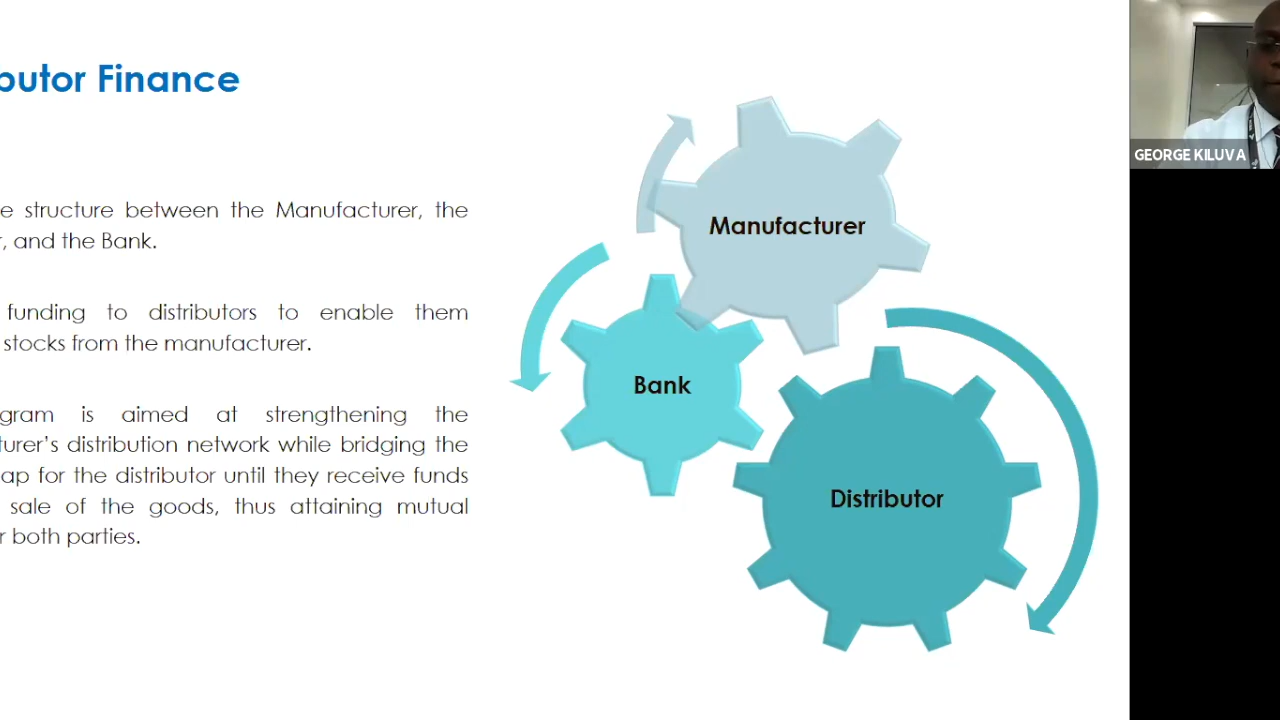 butor Finance
e structure between the Manufacturer, the
r, and the Bank.
funding to distributors to enable them
stocks from the manufacturer.
gram is aimed at strengthening the
turer's distribution network while bridging the
ap for the distributor until they receive funds
sale of the goods, thus attaining mutual
r both parties.
Manufacturer
Bank
Distributor
GEORGE KILUVA